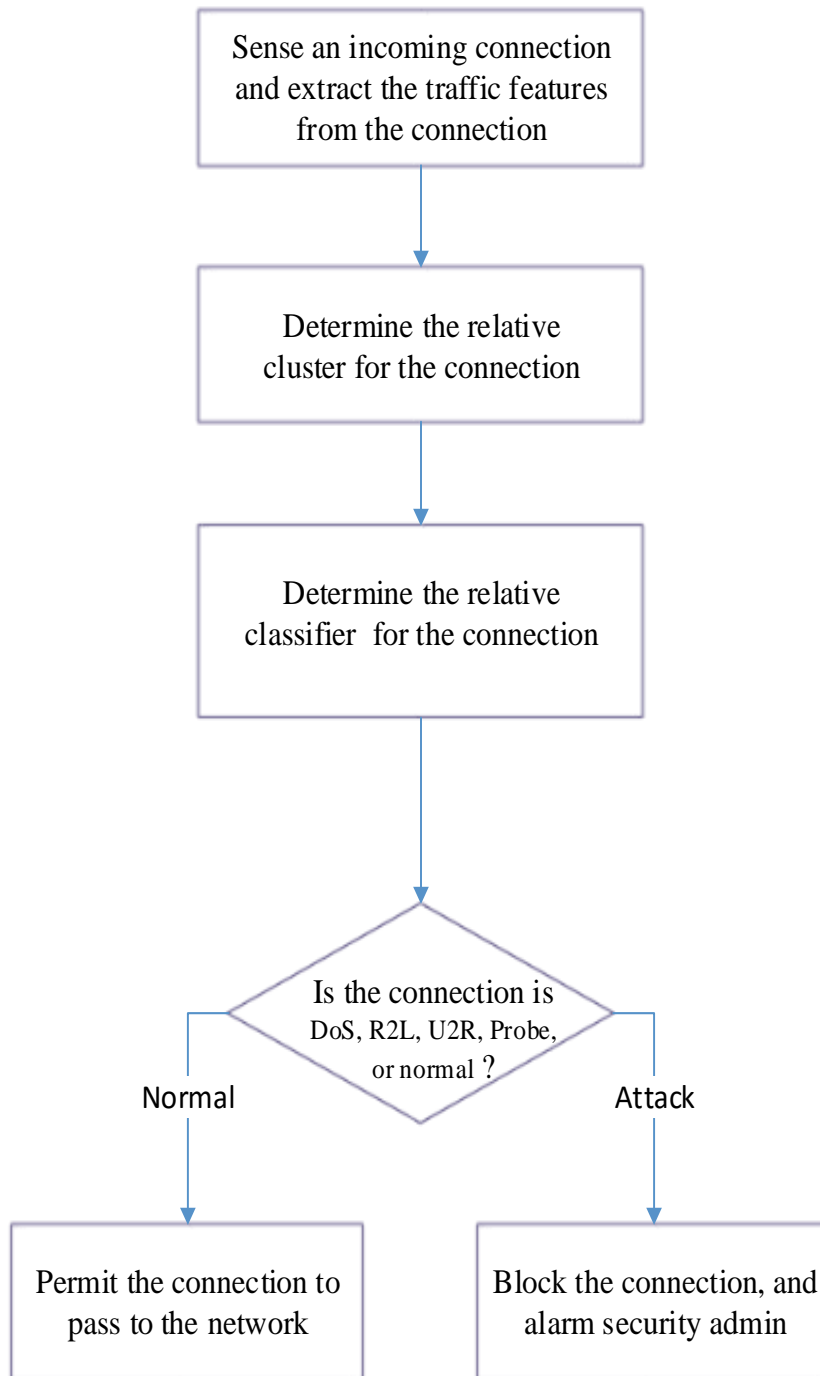 Sense an incoming connection
and extract the traffic features
from the connection
Determine the relative
cluster for the connection
Determine the relative
classifier for the connection
Is the connection is
DoS, R2L, U2R, Probe,
or normal ?
Normal
Attack
Permit the connection to
pass to the network
Block the connection, and
alarm security admin